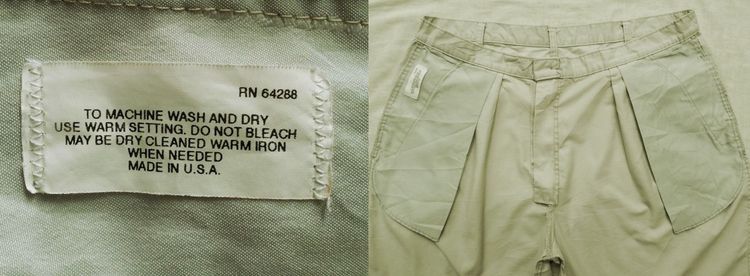 RN 64288
TO MACHINE WASH AND DRY
USE WARM SETTING. DO NOT BLEACH
MAY BE DRY CLEANED WARM IRON
WHEN NEEDED
MADE IN U.S.A.